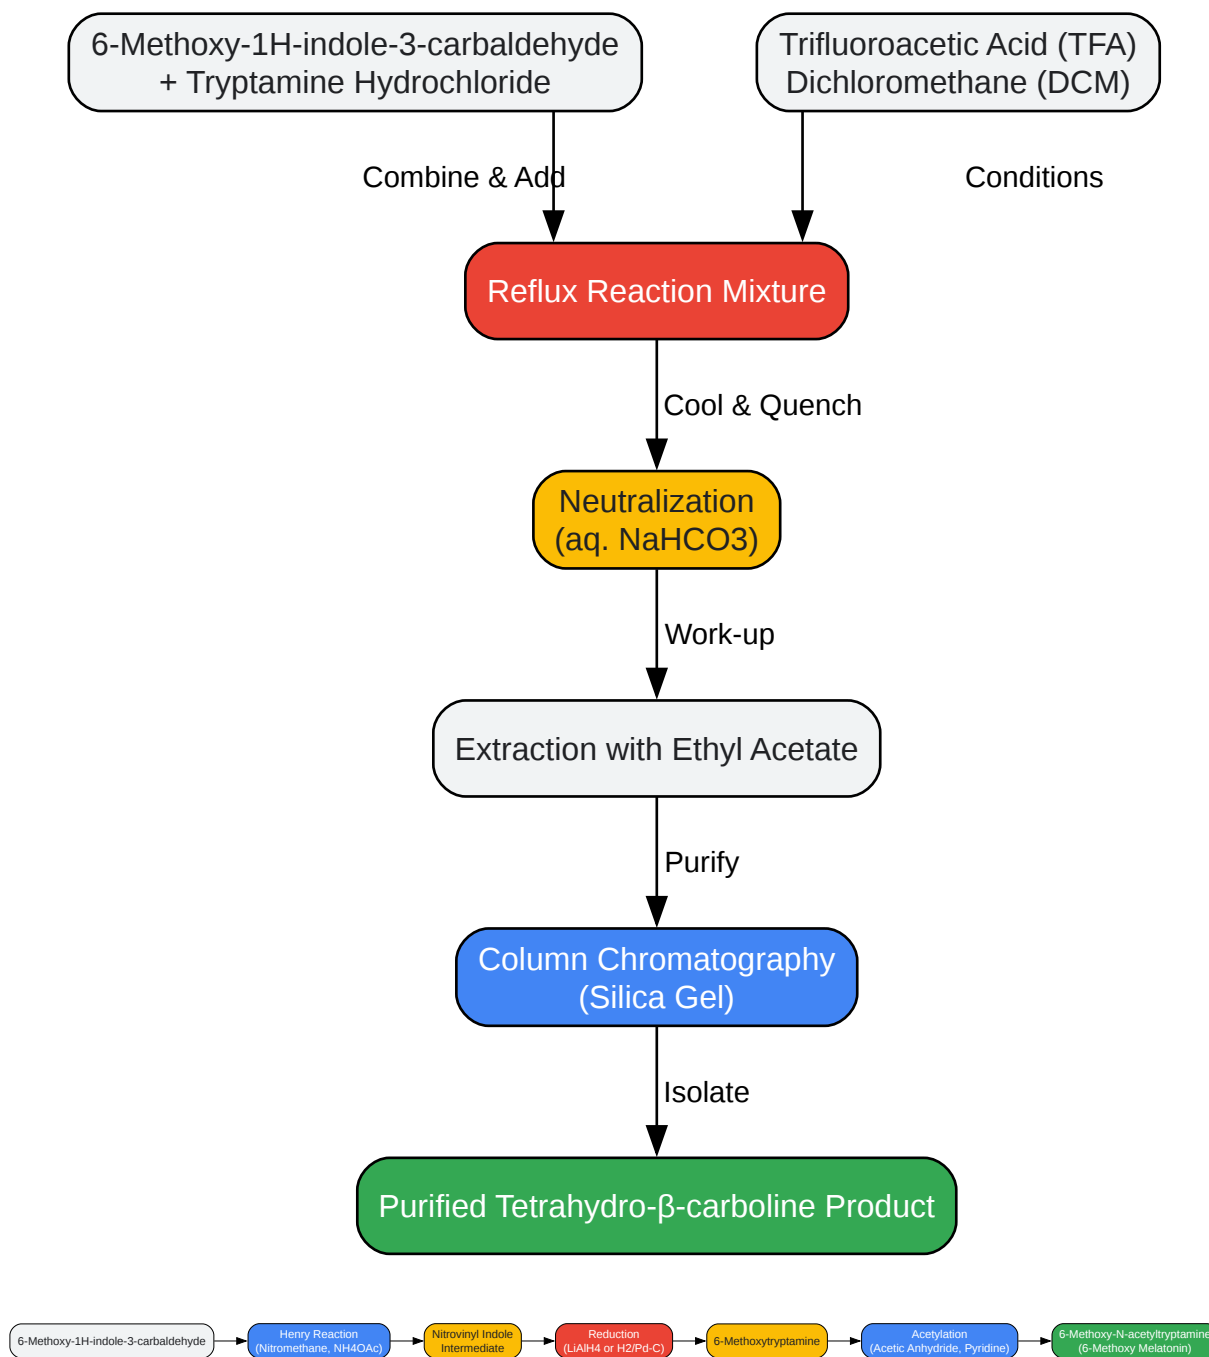 6-Methoxy-1H-indole-3-carbaldehyde
+ Tryptamine Hydrochloride
Trifluoroacetic Acid (TFA)
Dichloromethane (DCM)
Combine & Add
Conditions
Reflux Reaction Mixture
Cool & Quench
Neutralization
(aq. NaHCO3)
Work-up
Extraction with Ethyl Acetate
Purify
Column Chromatography
(Silica Gel)
Isolate
Purified Tetrahydro-β-carboline Product
6-Methoxy-1H-indole-3-carbaldehyde
Henry Reaction
(Nitromethane, NH4OAc)
Nitrovinyl Indole
Intermediate
Reduction
(LiAlH4 or H2/Pd-C)
6-Methoxytryptamine
Acetylation
(Acetic Anhydride, Pyridine)
6-Methoxy-N-acetyltryptamine
(6-Methoxy Melatonin)